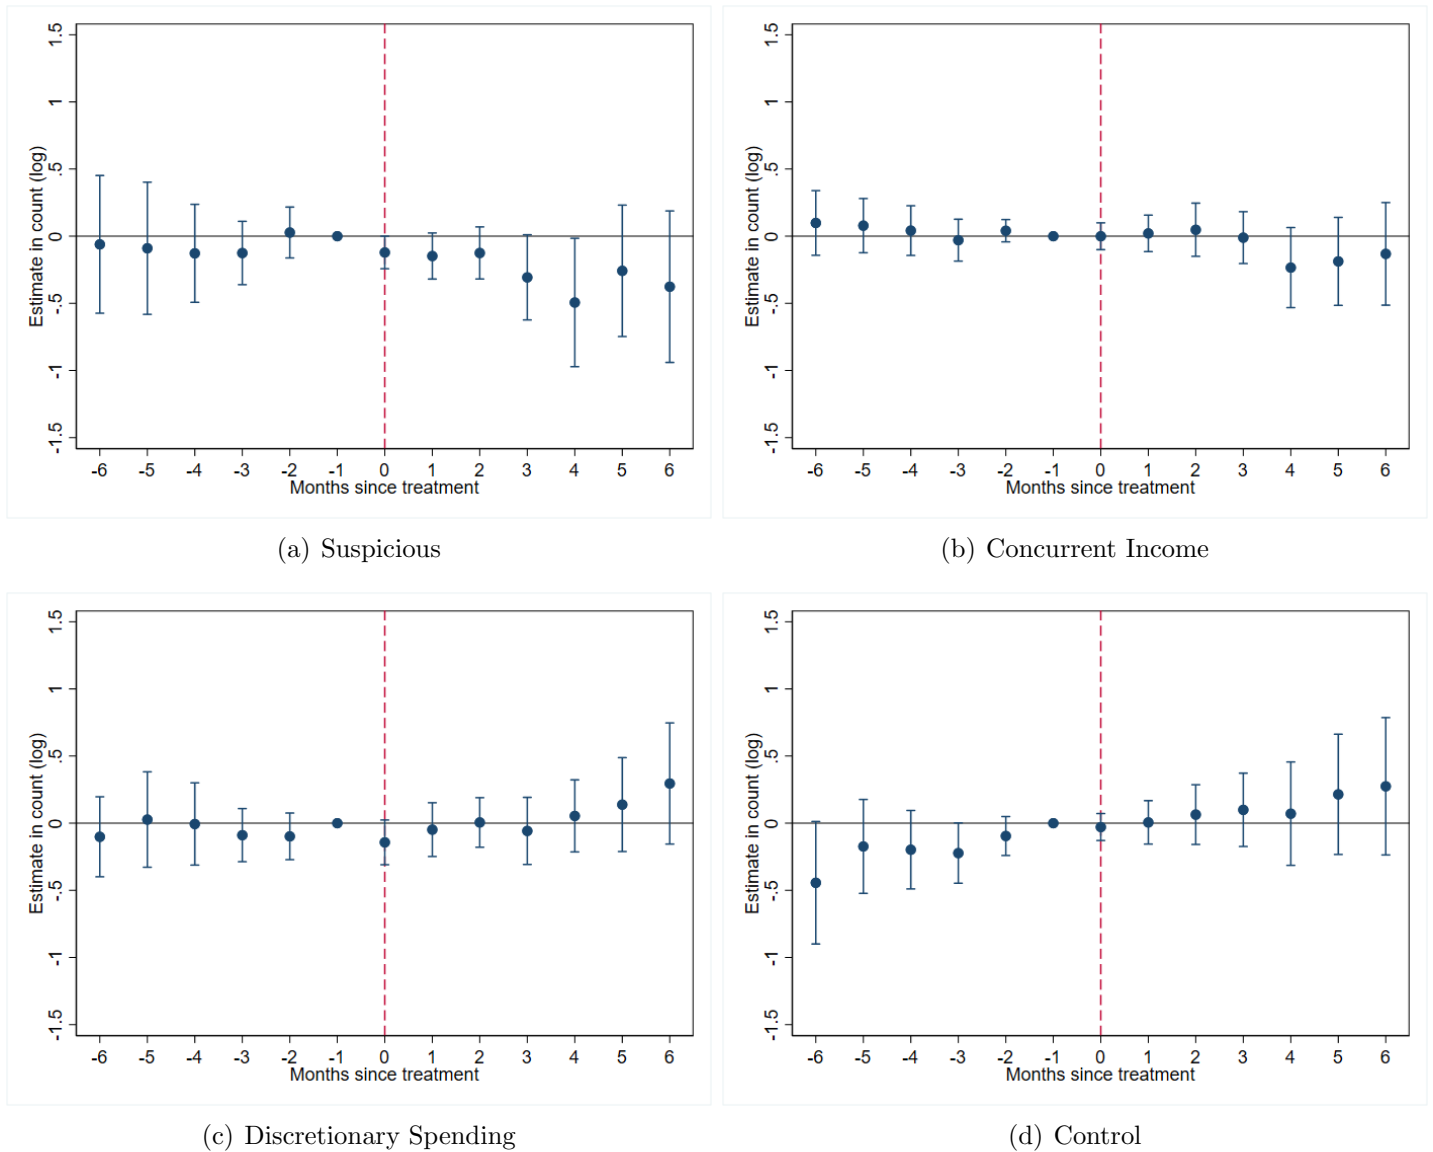 1.5
1
.5
0
-.5
-1
-1.5
Estimate in count (log)
-6 -5 -4 -3 -2 -1 0 1 2 3 4 5 6
Months since treatment
(a) Suspicious
1.5
1
.5
0
-.5
-1
-1.5
Estimate in count (log)
-6 -5 -4 -3 -2 -1 0 1 2 3 4 5 6
Months since treatment
(b) Concurrent Income
1.5
1
.5
0
-.5
-1
-1.5
Estimate in count (log)
-6 -5 -4 -3 -2 -1 0 1 2 3 4 5 6
Months since treatment
(c) Discretionary Spending
1.5
1
.5
0
-.5
-1
-1.5
Estimate in count (log)
-6 -5 -4 -3 -2 -1 0 1 2 3 4 5 6
Months since treatment
(d) Control